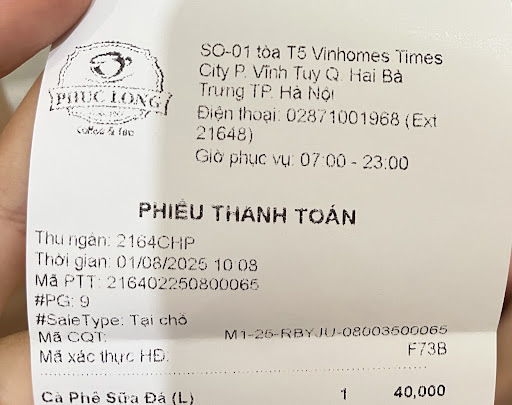 PHUC LONG
Coffee & tea
SO-01 tòa T5 Vinhomes Times
City P. Vĩnh Tuy Q. Hai Bà
Trưng TP. Hà Nội
Điện thoại: 02871001968 (Ext
21648)
Giờ phục vụ: 07:00 - 23:00
PHIẾU THANH TOÁN
Thu ngân: 2164CHP
Thời gian: 01/08/2025 10:08
Mã PTT: 216402250800065
#PG: 9
#SaleType: Tại chỗ
Mã CQT: M1-25-RBYJU-08003500065
Mã xác thực HĐ: F73B
Cà Phê Sữa Đá (L) 1 40,000